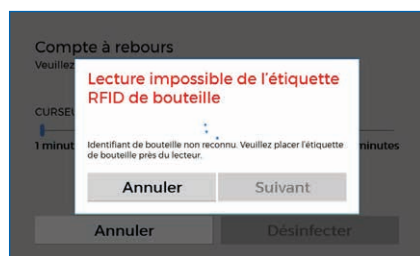 Compte à rebours
Veuillez
Lecture impossible de l'étiquette
RFID de bouteille
CURSEU
1 minut
minutes
Identifiant de bouteille non reconnu. Veuillez placer l'étiquette
de bouteille près du lecteur.
Annuler Suivant
Annuler Désinfecter